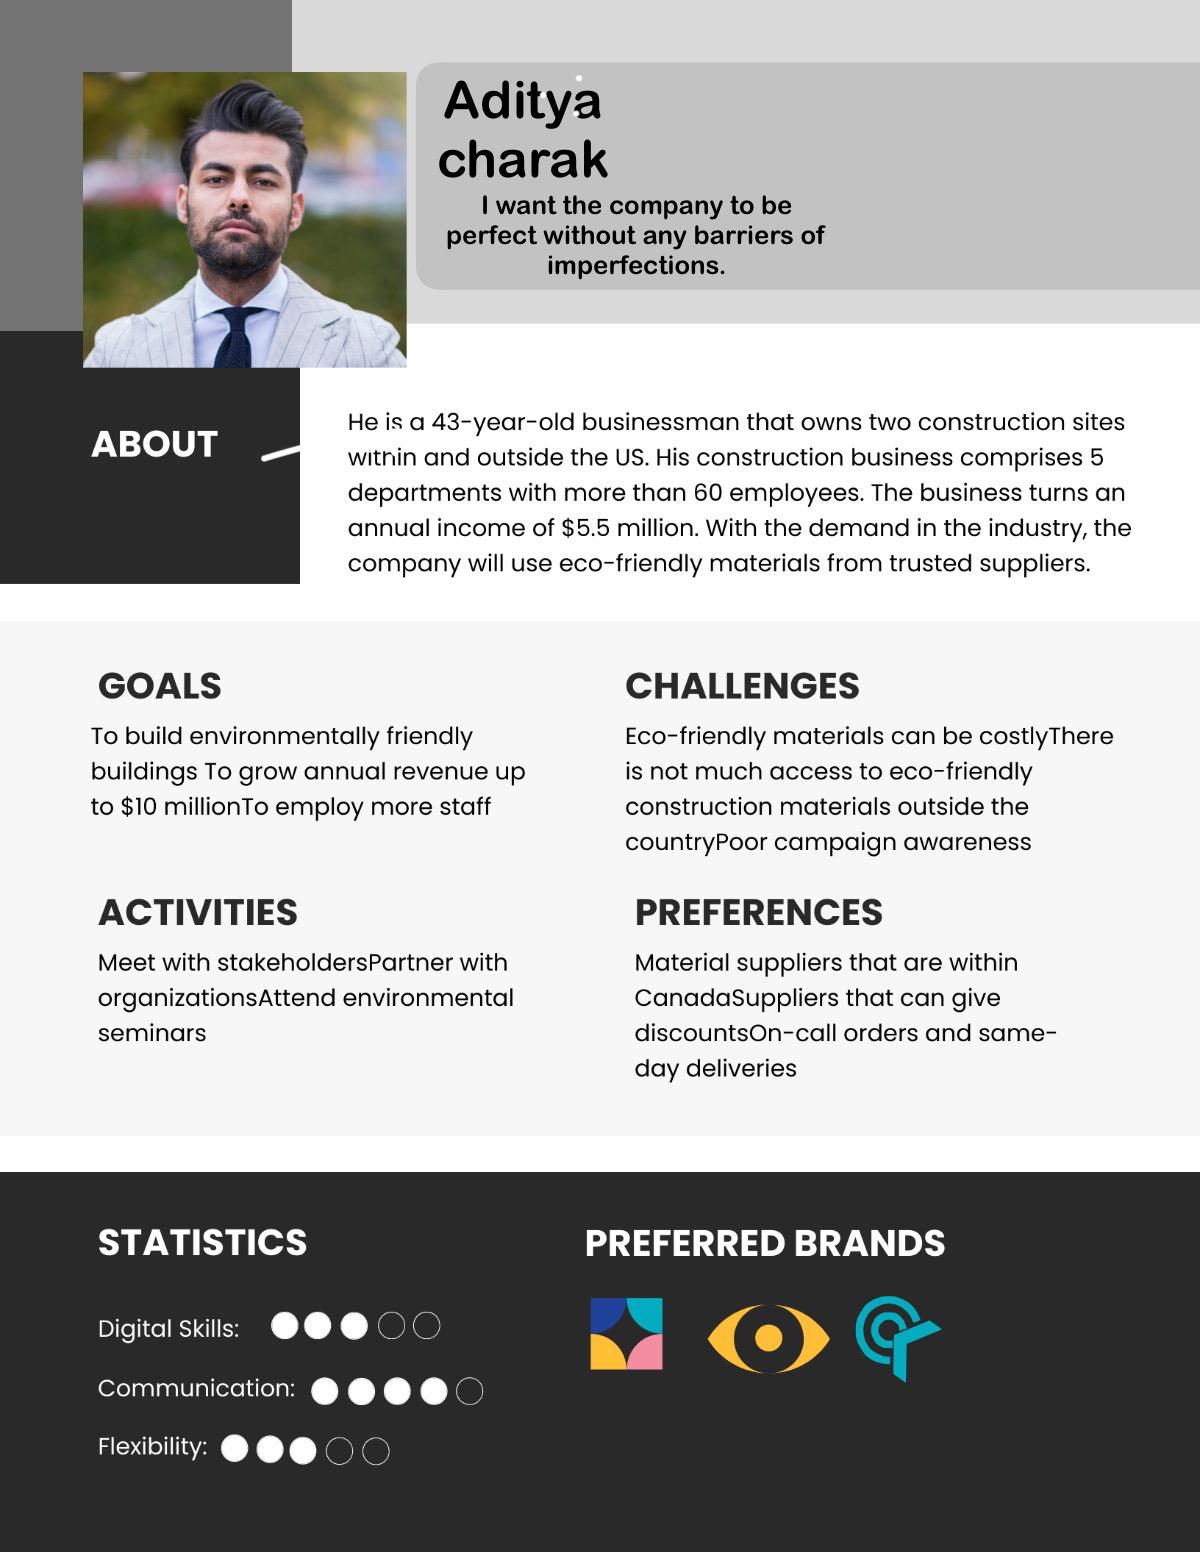 Aditya
charak
I want the company to be
perfect without any barriers of
imperfections.
ABOUT
He is a 43-year-old businessman that owns two construction sites
within and outside the US. His construction business comprises 5
departments with more than 60 employees. The business turns an
annual income of $5.5 million. With the demand in the industry, the
company will use eco-friendly materials from trusted suppliers.
GOALS
To build environmentally friendly
buildings To grow annual revenue up
to $10 millionTo employ more staff
CHALLENGES
Eco-friendly materials can be costlyThere
is not much access to eco-friendly
construction materials outside the
countryPoor campaign awareness
ACTIVITIES
Meet with stakeholdersPartner with
organizationsAttend environmental
seminars
PREFERENCES
Material suppliers that are within
CanadaSuppliers that can give
discountsOn-call orders and same-
day deliveries
STATISTICS
Digital Skills:
Communication:
Flexibility:
PREFERRED BRANDS